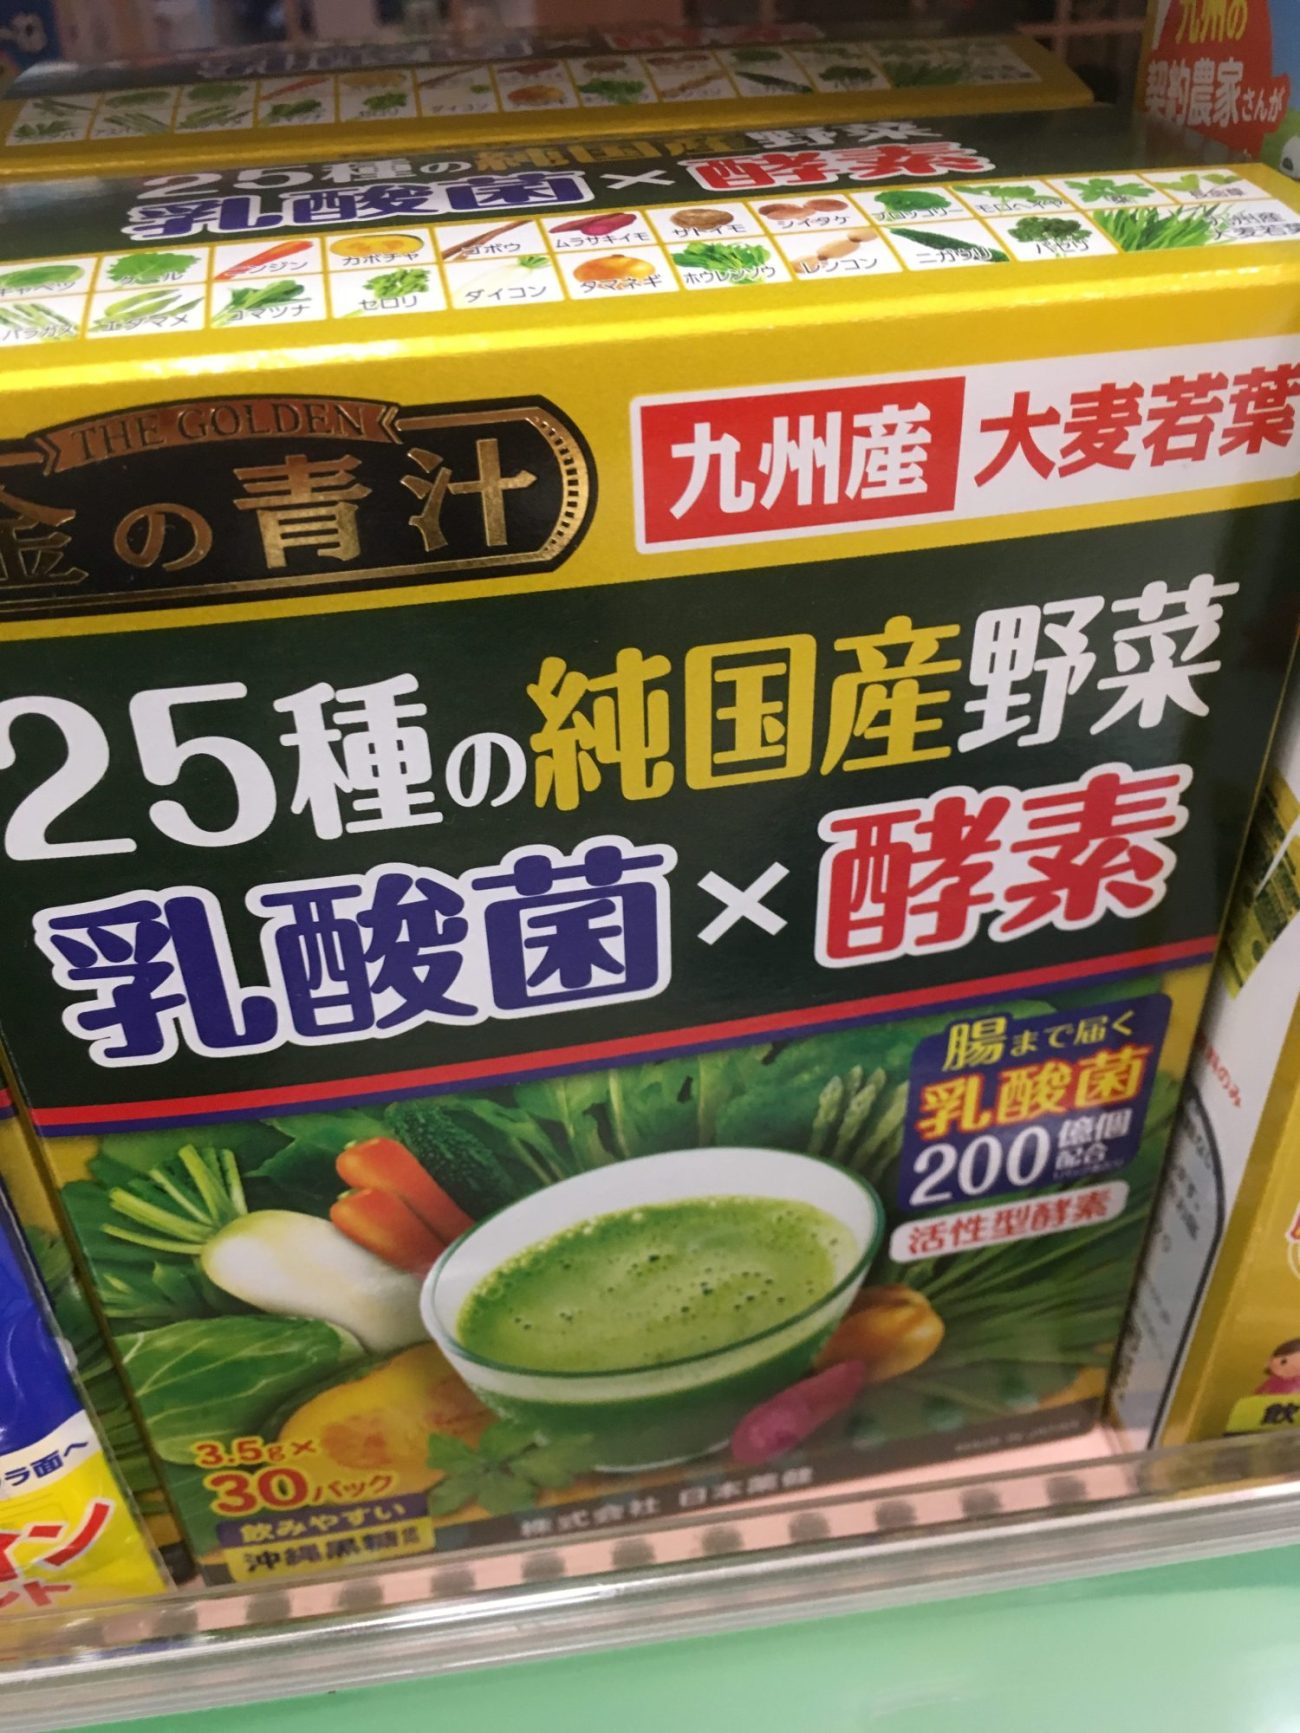 九州の
契約農家さんが
25種の純国産野菜
乳酸菌×酵素
キャベツ ケール ニンジン カボチャ ゴボウ ムラサキイモ サトイモ シイタケ ブロッコリー モロヘイヤ
エダマメ コマツナ セロリ ダイコン タマネギ ホウレンソウ レンコン ニガウリ パセリ 九州産大麦若葉
THE GOLDEN
金の青汁
九州産 大麦若葉
25種の純国産野菜
乳酸菌×酵素
腸まで届く
乳酸菌
200億個
配合
活性型酵素
3.5g×
30パック
飲みやすい
沖縄黒糖
株式会社 日本薬健
MADE IN JAPAN